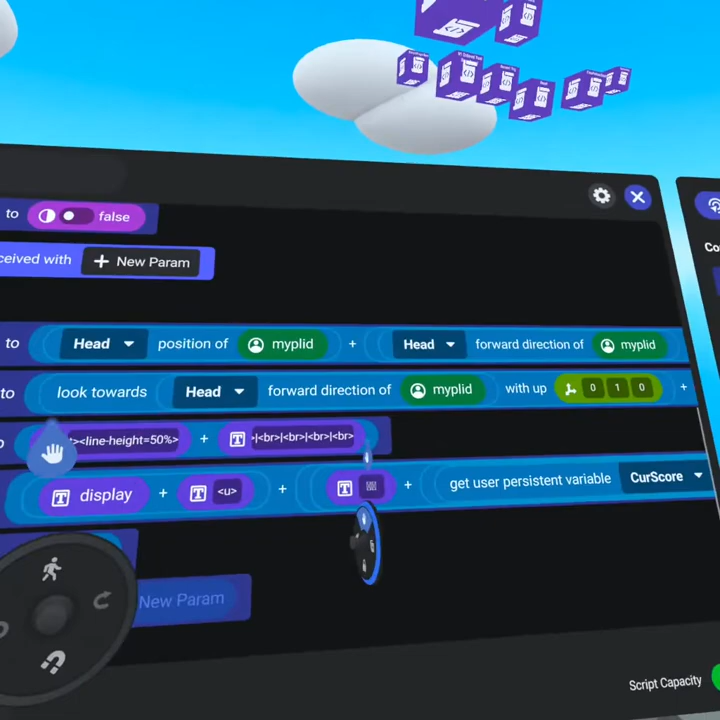 to false
ceived with + New Param
to Head position of myplid + Head forward direction of myplid
to look towards Head forward direction of myplid with up 0 1 0 +
><line-height=50%> + >|<br>|<br>|<br>|<br>
display + <u> + + get user persistent variable CurScore
New Param
Script Capacity